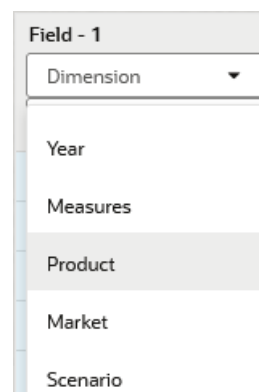 Field - 1
Dimension
Year
Measures
Product
Market
Scenario